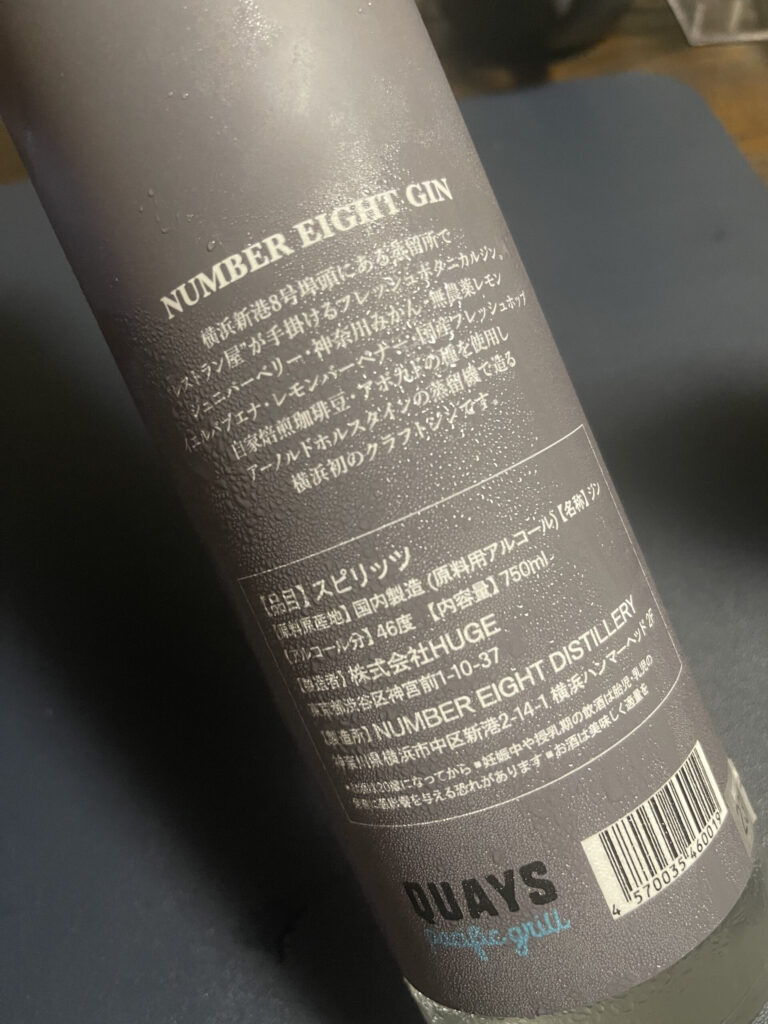 NUMBER EIGHT GIN
横浜新港8号埠頭にある蒸留所で
"レストラン屋"が手掛けるフレッシュボタニカルジン。
ジュニパーベリー・神奈川みかん・無農薬レモン
イエルバブエナ・レモンバーベナー・国産フレッシュホップ
自家焙煎珈琲豆・アボカドの種を使用し
アーノルドホルスタインの蒸留機で造る
横浜初のクラフトジンです。
【品目】スピリッツ
【原料原産地】国内製造(原料用アルコール)【名称】ジン
【アルコール分】46度 【内容量】750ml
【製造者】株式会社HUGE
東京都渋谷区神宮前1-10-37
【製造所】NUMBER EIGHT DISTILLERY
神奈川県横浜市中区新港2-14-1 横浜ハンマーヘッド 2F
■お酒は20歳になってから ■妊娠中や授乳期の飲酒は胎児・乳児の
発育に悪影響を与える恐れがあります ■お酒は美味しく適量を
4 570035 460019
QUAYS
pacific grill